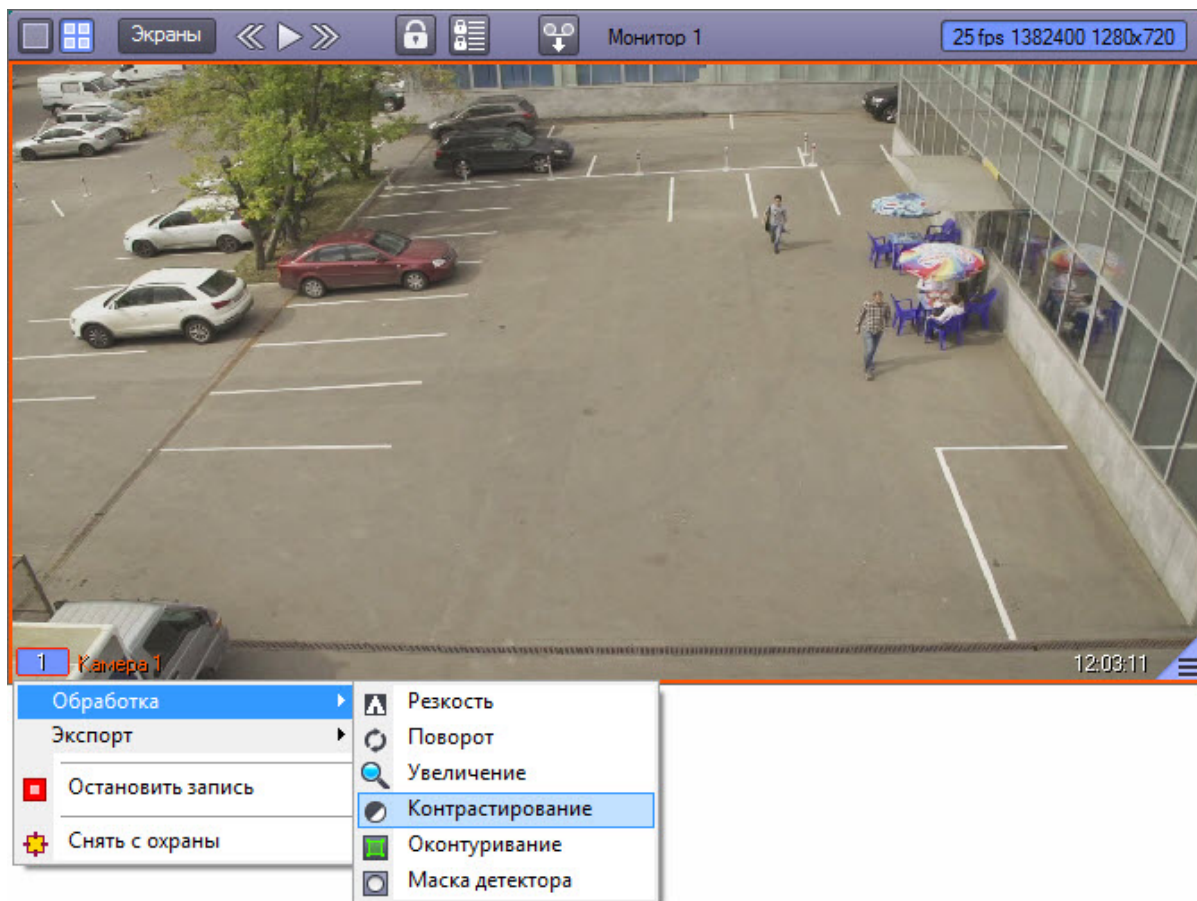 Экраны Монитор 1 25 fps 1382400 1280x720
1 Камера 1 12:03:11
Обработка
Экспорт
Остановить запись
Снять с охраны
Резкость
Поворот
Увеличение
Контрастирование
Оконтуривание
Маска детектора